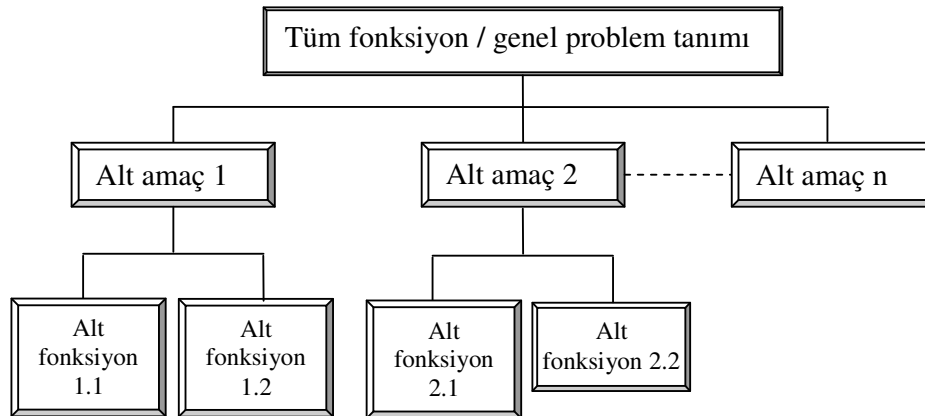 Tüm fonksiyon / genel problem tanımı
Alt amaç 1
Alt amaç 2
Alt amaç n
Alt
fonksiyon
1.1
Alt
fonksiyon
1.2
Alt
fonksiyon
2.1
Alt
fonksiyon 2.2